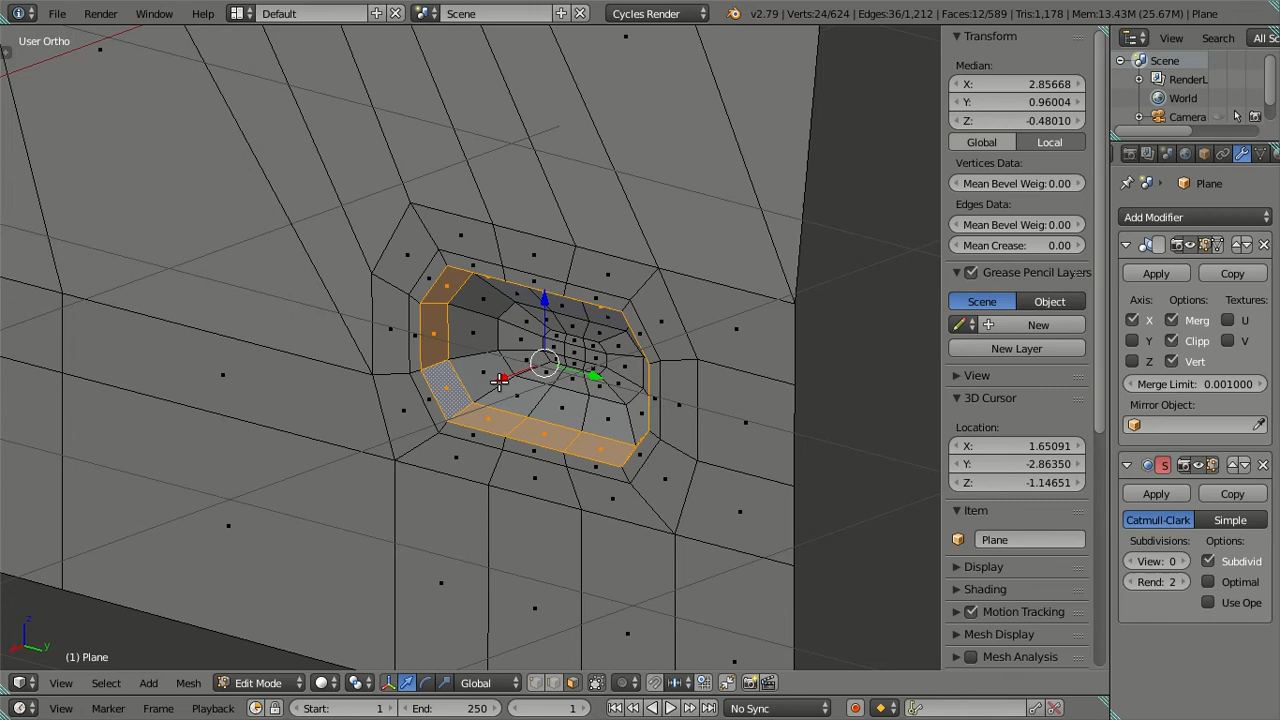 File Render Window Help Default Scene Cycles Render v2.79 | Verts:24/624 | Edges:36/1,212 | Faces:12/589 | Tris:1,178 | Mem:13.43M (25.67M) | Plane
User Ortho
Transform
Median:
X: 2.85668
Y: 0.96004
Z: -0.48010
Global Local
Vertices Data:
Mean Bevel Weig: 0.00
Edges Data:
Mean Bevel Weig: 0.00
Mean Crease: 0.00
Grease Pencil Layers
Scene Object
New
New Layer
View
3D Cursor
Location:
X: 1.65091
Y: -2.86350
Z: -1.14651
Item
Plane
Display
Shading
Motion Tracking
Mesh Display
Mesh Analysis
View Search All Sc
Scene
RenderL
World
Camera
Plane
Add Modifier
Apply Copy
Axis: Options: Textures:
X Merg U
Y Clipp V
Z Vert
Merge Limit: 0.001000
Mirror Object:
S
Apply Copy
Catmull-Clark Simple
Subdivisions: Options:
View: 0 Subdivid
Rend: 2 Optimal
Use Ope
z
y
(1) Plane
View Select Add Mesh Edit Mode Global
View Marker Frame Playback Start: 1 End: 250 1 No Sync